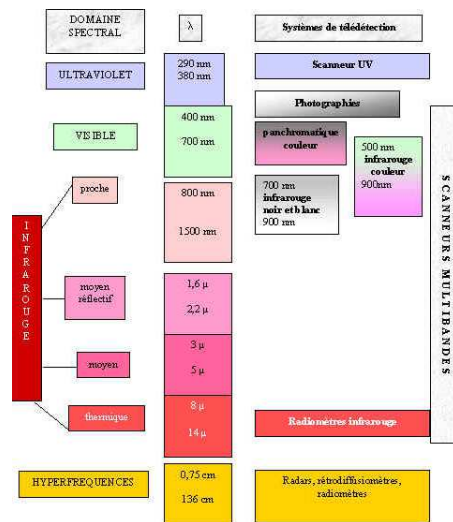 DOMAINE
SPECTRAL
λ
Systèmes de télédétection
ULTRAVIOLET
290 nm
380 nm
Scanneur UV
Photographies
VISIBLE
400 nm
700 nm
panchromatique
couleur
500 nm
infrarouge
couleur
900nm
proche
800 nm
1500 nm
700 nm
infrarouge
noir et blanc
900 nm
INFRAROUGE
SCANNEURS MULTIBANDES
moyen
réflectif
1,6 µ
2,2 µ
moyen
3 µ
5 µ
thermique
8 µ
14 µ
Radiomètres infrarouge
HYPERFREQUENCES
0,75 cm
136 cm
Radars, rétrodiffusiomètres,
radiomètres